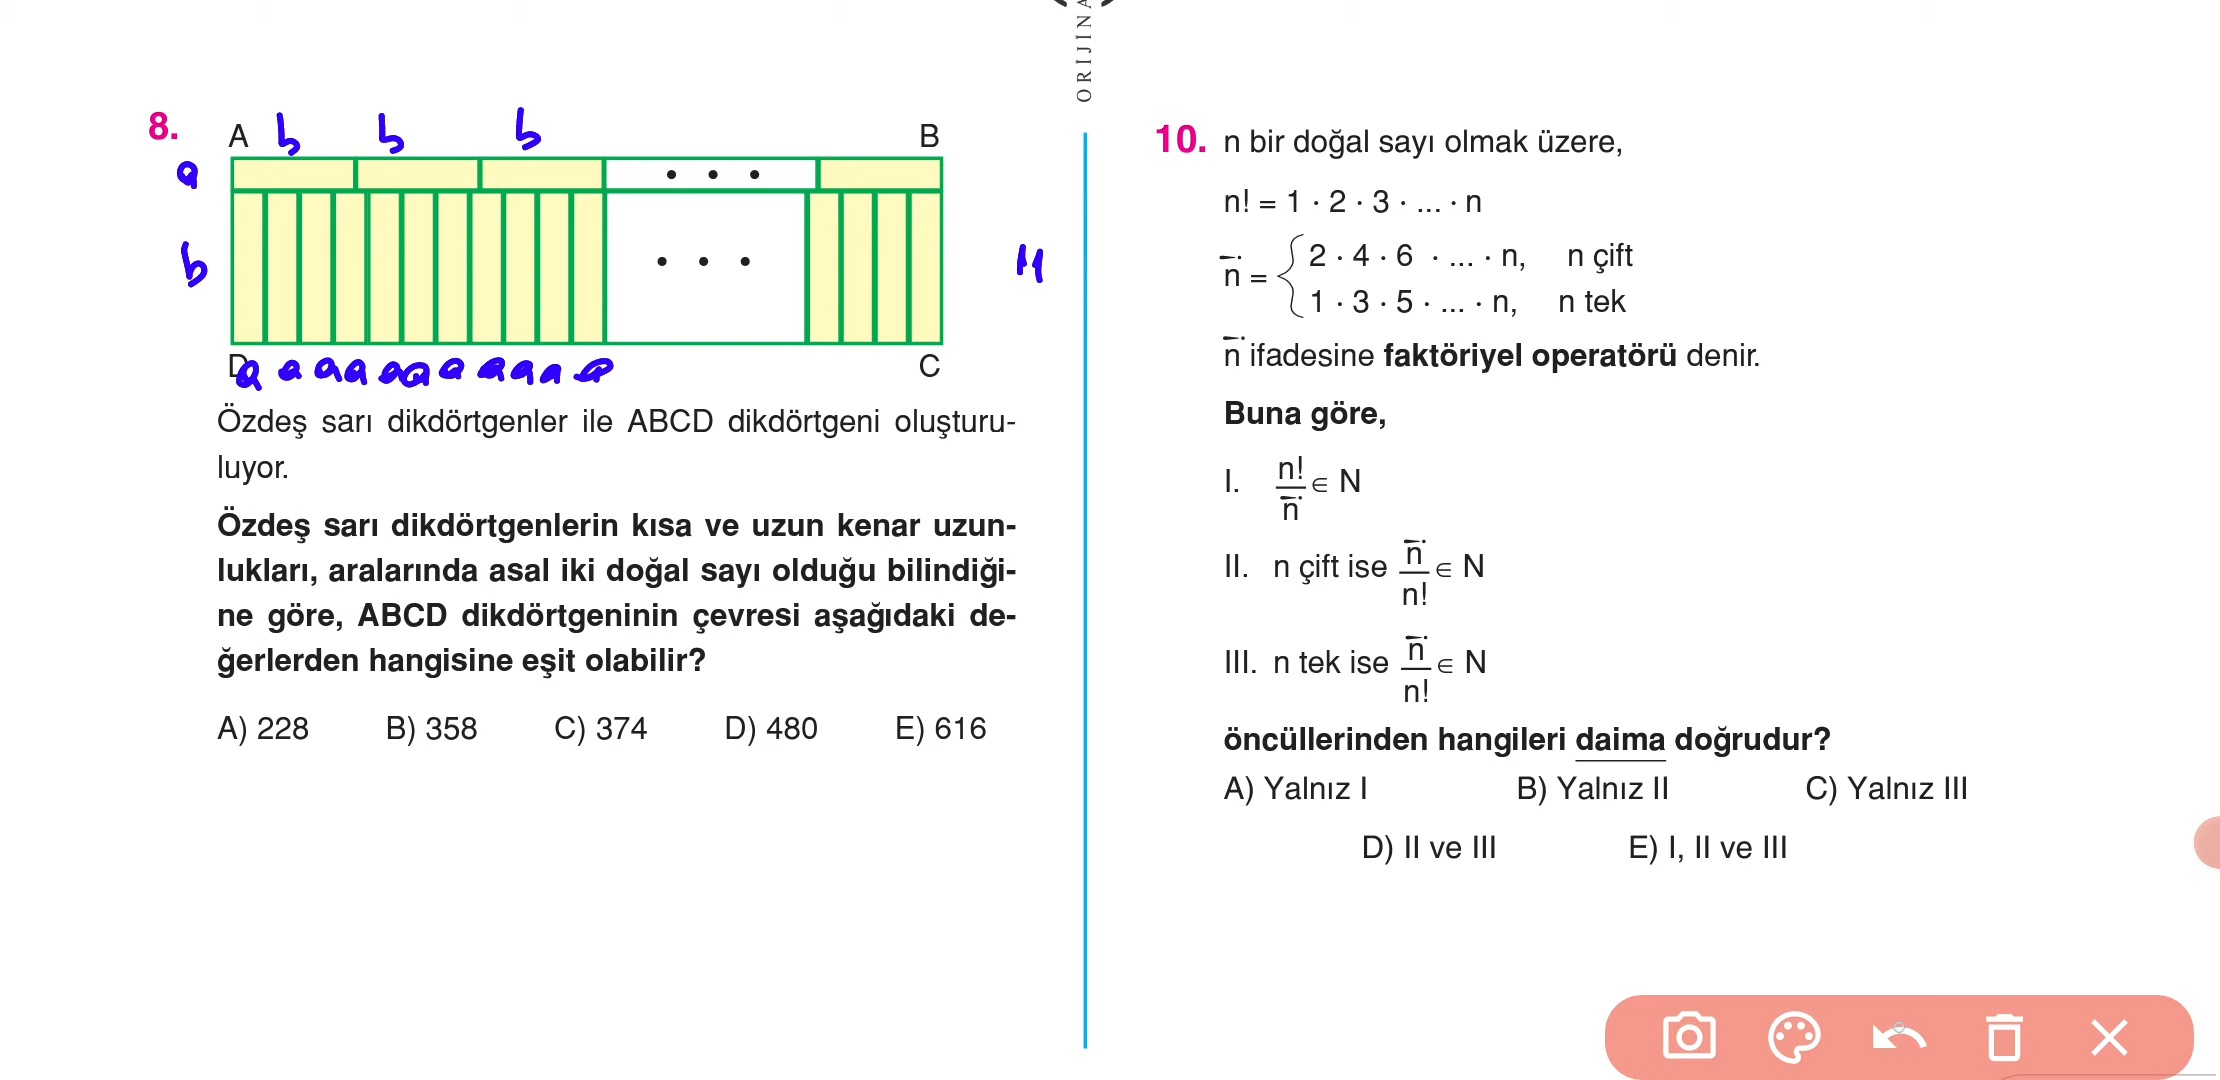 ORİJİNA
8.
A b b b B
a
b 11
D a a a a a a a a a a a C
Özdeş sarı dikdörtgenler ile ABCD dikdörtgeni oluşturu-
luyor.
Özdeş sarı dikdörtgenlerin kısa ve uzun kenar uzun-
lukları, aralarında asal iki doğal sayı olduğu bilindiği-
ne göre, ABCD dikdörtgeninin çevresi aşağıdaki de-
ğerlerden hangisine eşit olabilir?
A) 228 B) 358 C) 374 D) 480 E) 616
10. n bir doğal sayı olmak üzere,
n! = 1 · 2 · 3 · ... · n
n = { 2 · 4 · 6 · ... · n, n çift
1 · 3 · 5 · ... · n, n tek
n ifadesine faktöriyel operatörü denir.
Buna göre,
I. n!/n ∈ N
II. n çift ise n/n! ∈ N
III. n tek ise n/n! ∈ N
öncüllerinden hangileri daima doğrudur?
A) Yalnız I B) Yalnız II C) Yalnız III
D) II ve III E) I, II ve III